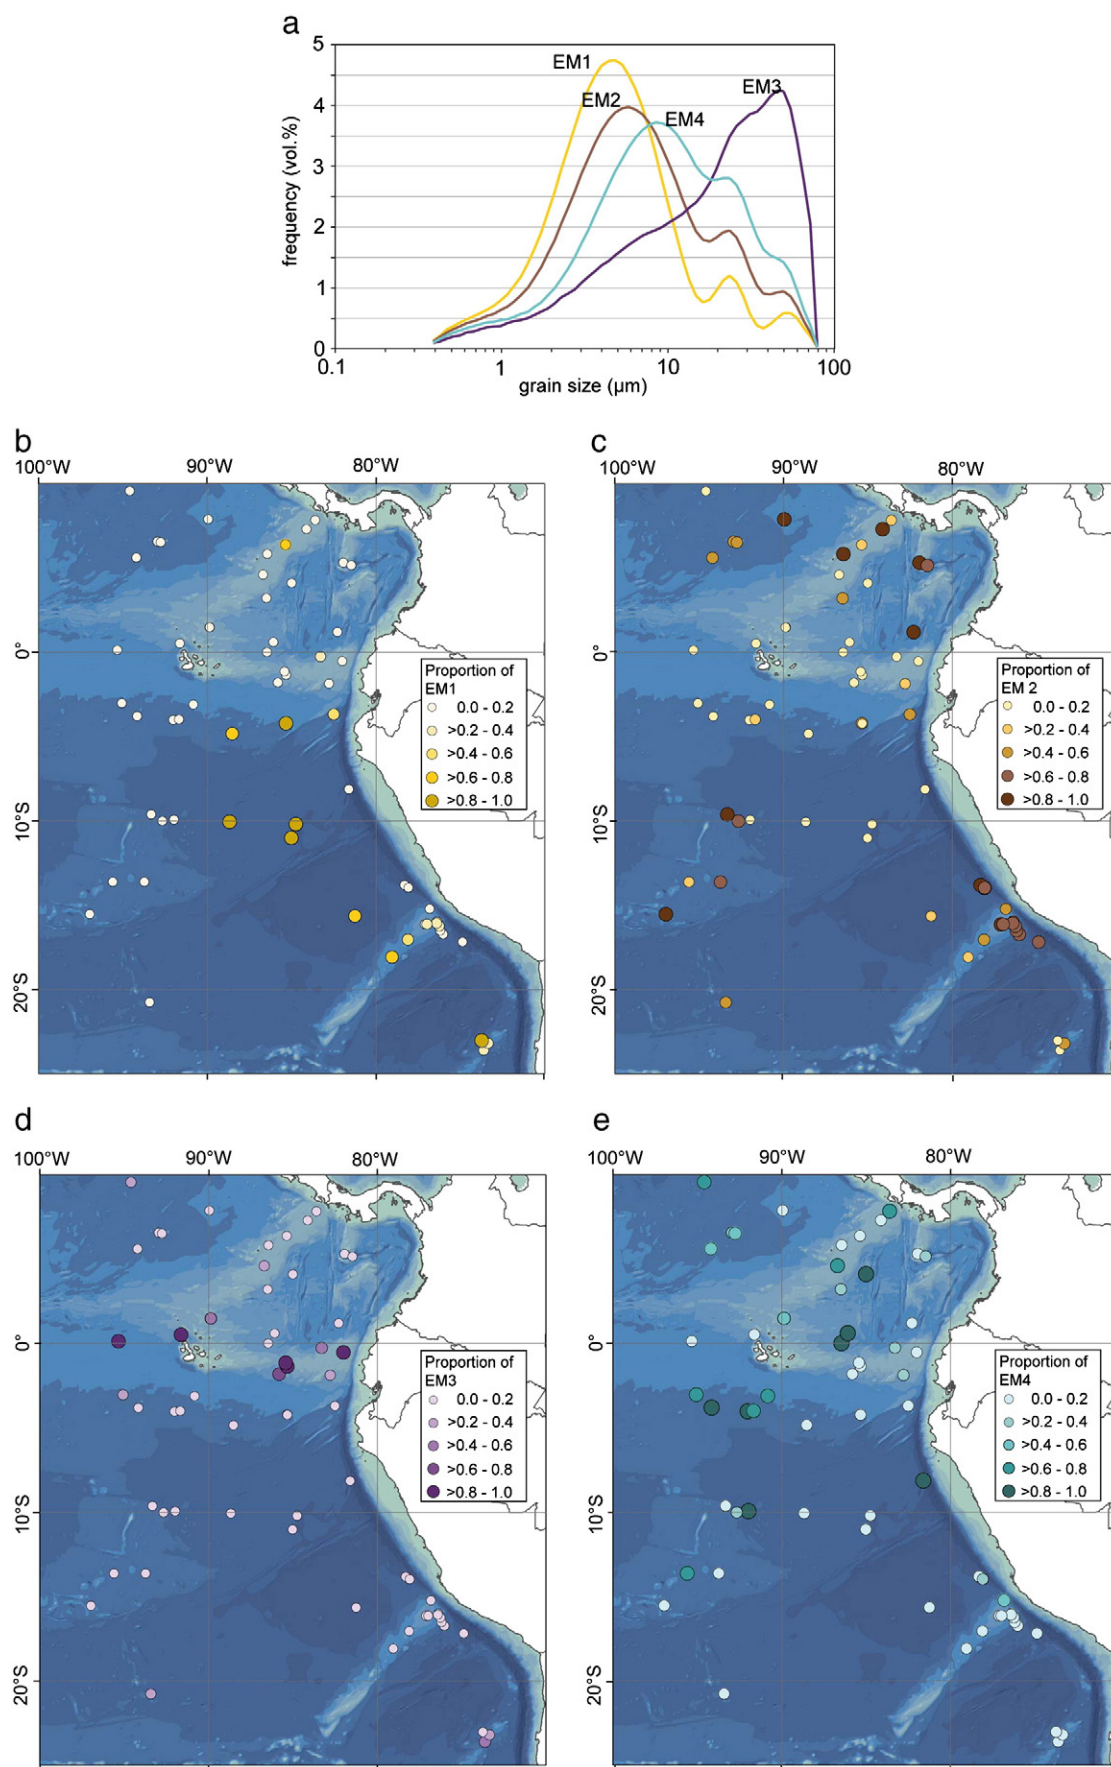 a
5
4
3
2
1
0
frequency (vol.%)
EM1
EM2
EM3
EM4
0.1
1
10
100
grain size (µm)
b
100°W
90°W
80°W
0°
10°S
20°S
Proportion of
EM1
0.0 - 0.2
>0.2 - 0.4
>0.4 - 0.6
>0.6 - 0.8
>0.8 - 1.0
c
100°W
90°W
80°W
0°
10°S
20°S
Proportion of
EM 2
0.0 - 0.2
>0.2 - 0.4
>0.4 - 0.6
>0.6 - 0.8
>0.8 - 1.0
d
100°W
90°W
80°W
0°
10°S
20°S
Proportion of
EM3
0.0 - 0.2
>0.2 - 0.4
>0.4 - 0.6
>0.6 - 0.8
>0.8 - 1.0
e
100°W
90°W
80°W
0°
10°S
20°S
Proportion of
EM4
0.0 - 0.2
>0.2 - 0.4
>0.4 - 0.6
>0.6 - 0.8
>0.8 - 1.0